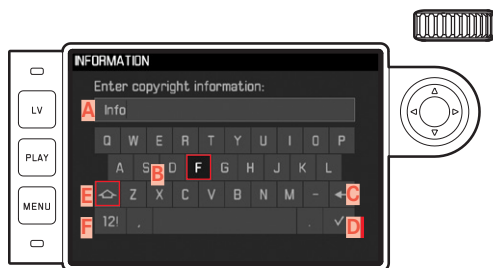 INFORMATION
Enter copyright information:
A Info
Q W E R T Y U I O P
A S B D F G H J K L
E Z X C V B N M - C
F 12! , . D
LV
PLAY
MENU